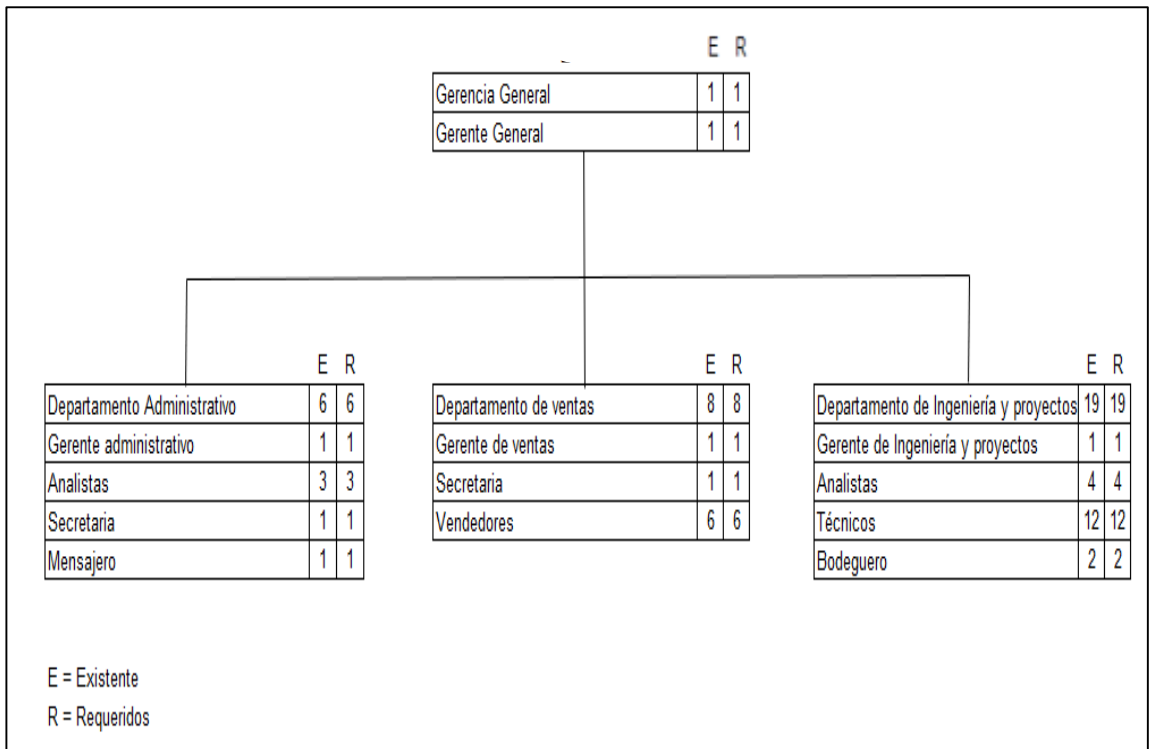 E R
Gerencia General 1 1
Gerente General 1 1
E R
Departamento Administrativo 6 6
Gerente administrativo 1 1
Analistas 3 3
Secretaria 1 1
Mensajero 1 1
E R
Departamento de ventas 8 8
Gerente de ventas 1 1
Secretaria 1 1
Vendedores 6 6
E R
Departamento de Ingeniería y proyectos 19 19
Gerente de Ingeniería y proyectos 1 1
Analistas 4 4
Técnicos 12 12
Bodeguero 2 2
E = Existente
R = Requeridos